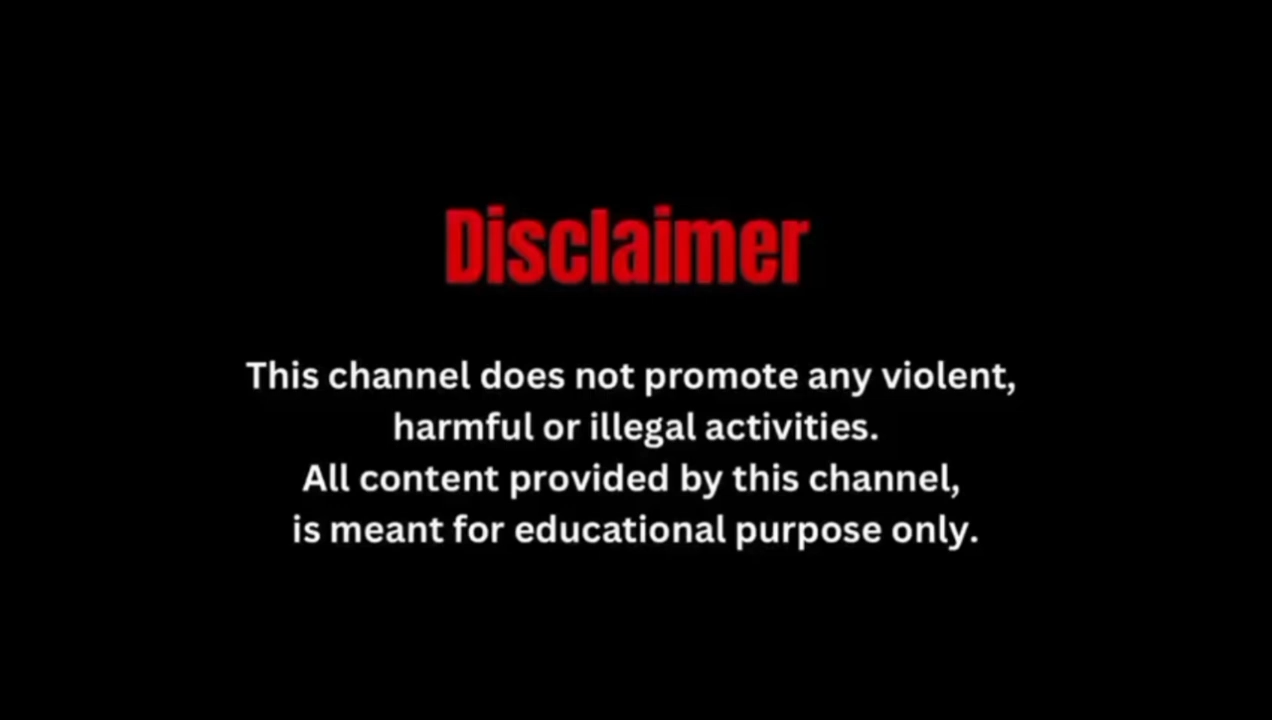 Disclaimer
This channel does not promote any violent,
harmful or illegal activities.
All content provided by this channel,
is meant for educational purpose only.